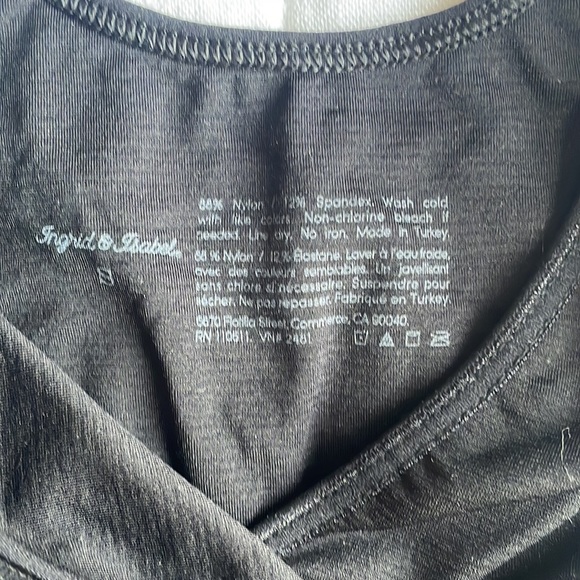 Ingrid & Isabel
S
88% Nylon / 12% Spandex. Wash cold
with like colors. Non-chlorine bleach if
needed. Line dry. No iron. Made in Turkey.
88 % Nylon / 12 % Élastane. Laver à l'eau froide,
avec des couleurs semblables. Un javellisant
sans chlore si nécessaire. Suspendre pour
sécher. Ne pas repasser. Fabriqué en Turkey.
5670 Flotilla Street, Commerce, CA 90040.
RN 110811. VN# 2481